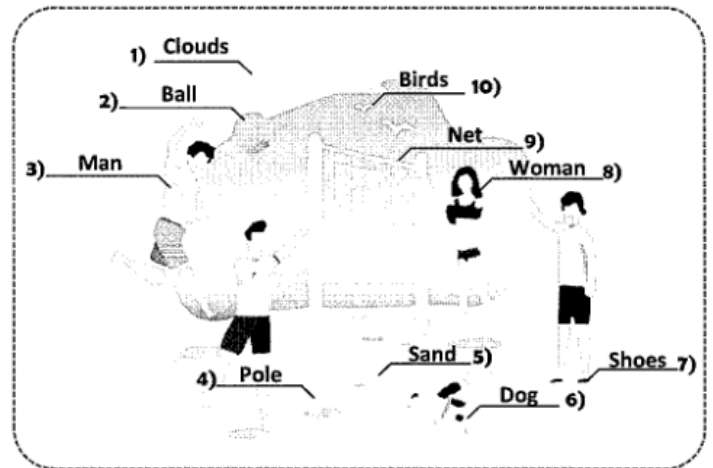 1) Clouds
2) Ball
Birds 10)
Net 9)
3) Man
Woman 8)
Sand 5)
4) Pole
Shoes 7)
Dog 6)